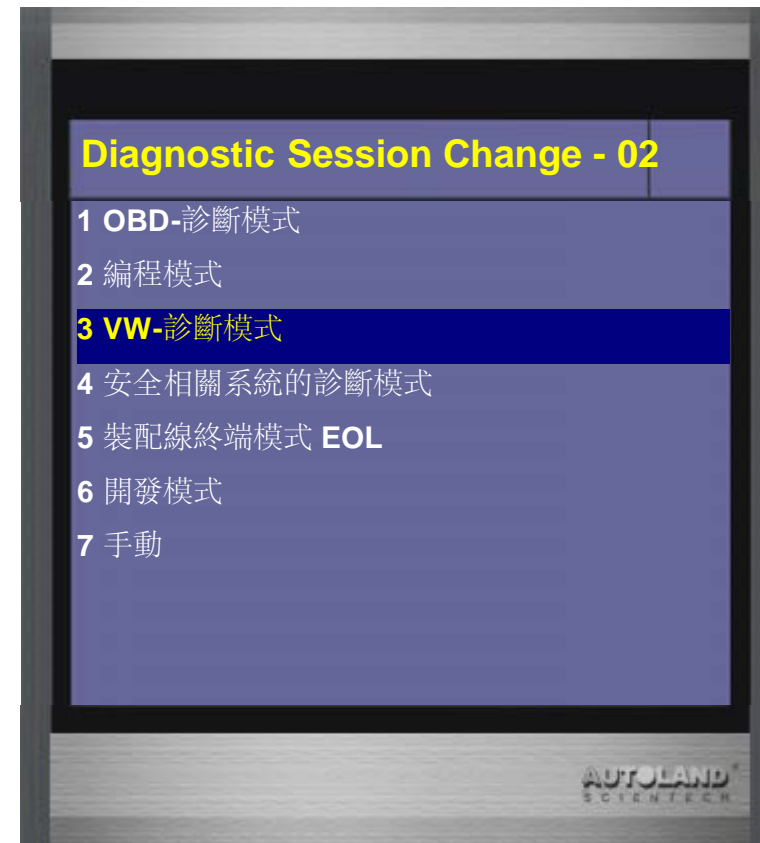 Diagnostic Session Change - 02
1 OBD-診斷模式
2 編程模式
3 VW-診斷模式
4 安全相關系統的診斷模式
5 裝配線終端模式 EOL
6 開發模式
7 手動
AUTOLAND
SCIENTECH